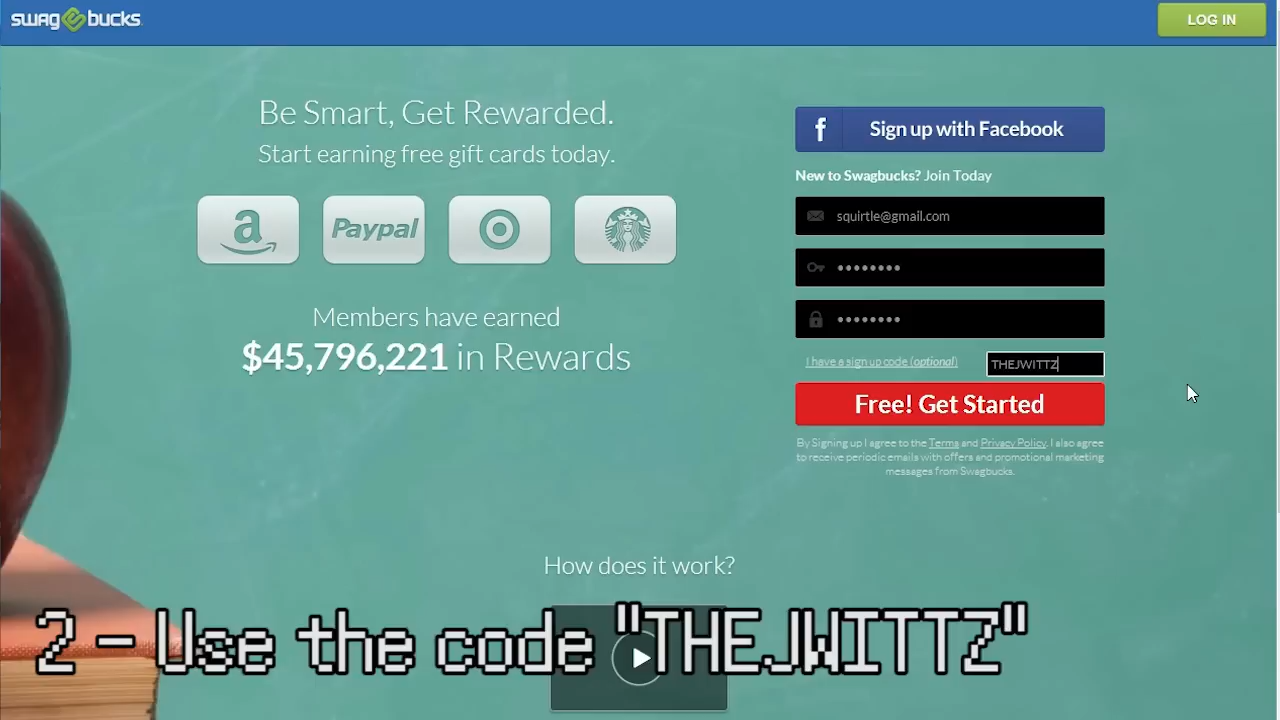 swagbucks
LOG IN
Be Smart, Get Rewarded.
Start earning free gift cards today.
a
Paypal
Members have earned
$45,796,221 in Rewards
f Sign up with Facebook
New to Swagbucks? Join Today
squirtle@gmail.com
••••••••
••••••••
I have a sign up code (optional) THEJWITTZ
Free! Get Started
By Signing up I agree to the Terms and Privacy Policy. I also agree
to receive periodic emails with offers and promotional marketing
messages from Swagbucks.
How does it work?
2 - Use the code "THEJWITTZ"